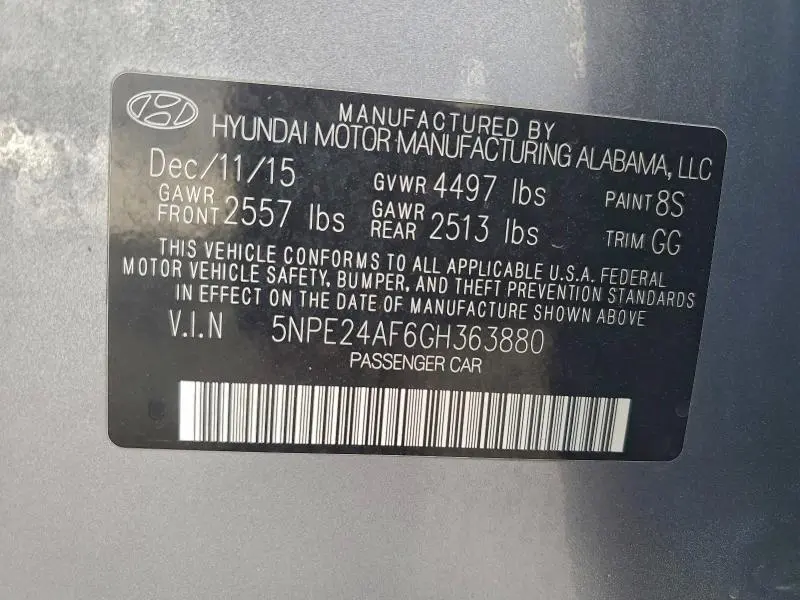 MANUFACTURED BY
HYUNDAI MOTOR MANUFACTURING ALABAMA, LLC
Dec/11/15 GVWR 4497 lbs PAINT 8S
GAWR FRONT 2557 lbs GAWR REAR 2513 lbs TRIM GG
THIS VEHICLE CONFORMS TO ALL APPLICABLE U.S.A. FEDERAL
MOTOR VEHICLE SAFETY, BUMPER, AND THEFT PREVENTION STANDARDS
IN EFFECT ON THE DATE OF MANUFACTURE SHOWN ABOVE
V.I.N 5NPE24AF6GH363880
PASSENGER CAR